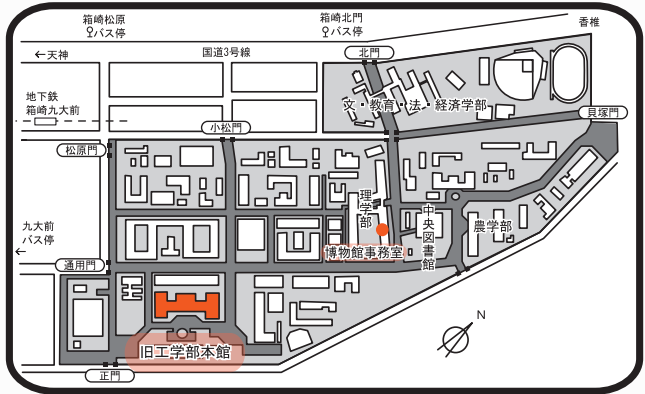 箱崎松原
バス停
箱崎北門
バス停
香椎
←天神
国道3号線
北門
地下鉄
箱崎九大前
文・教育・法・経済学部
貝塚門
小松門
松原門
理学部
中央図書館
農学部
九大前
バス停
←
博物館事務室
通用門
N
旧工学部本館
正門